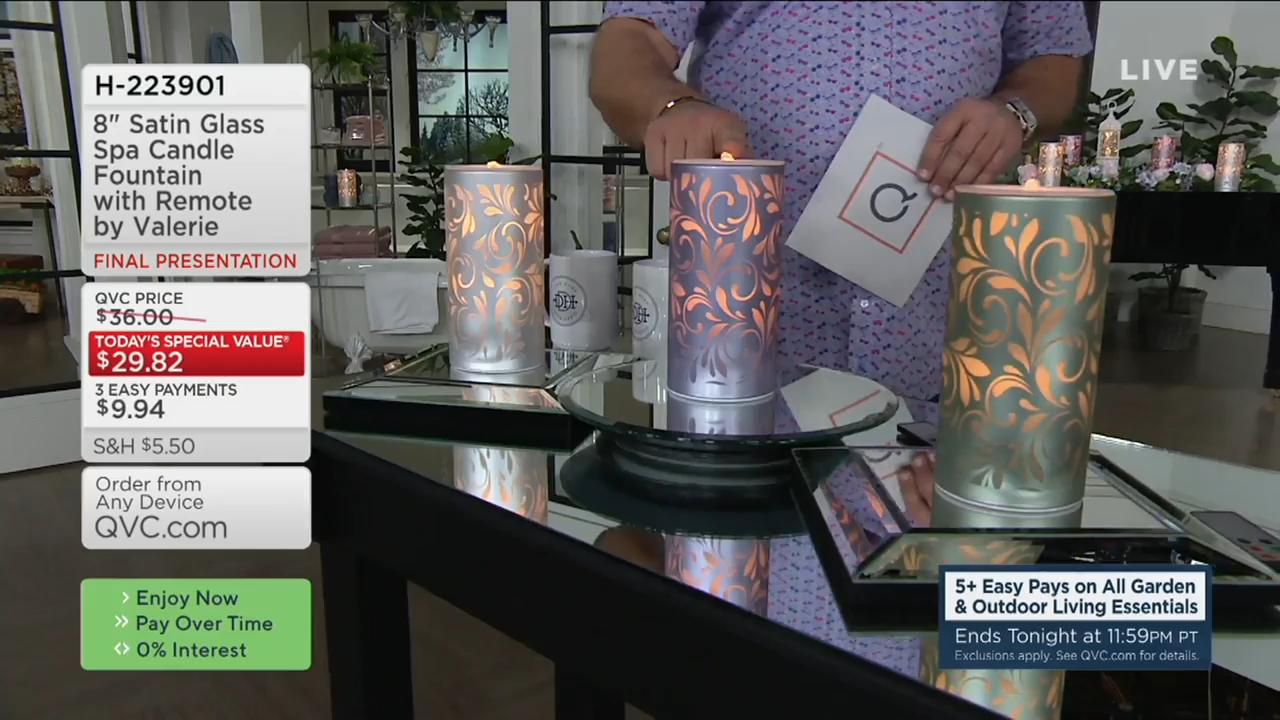 H-223901
8" Satin Glass
Spa Candle
Fountain
with Remote
by Valerie
FINAL PRESENTATION
QVC PRICE
$36.00
TODAY'S SPECIAL VALUE®
$29.82
3 EASY PAYMENTS
$9.94
S&H $5.50
Order from
Any Device
QVC.com
> Enjoy Now
» Pay Over Time
<> 0% Interest
LIVE
5+ Easy Pays on All Garden
& Outdoor Living Essentials
Ends Tonight at 11:59PM PT
Exclusions apply. See QVC.com for details.